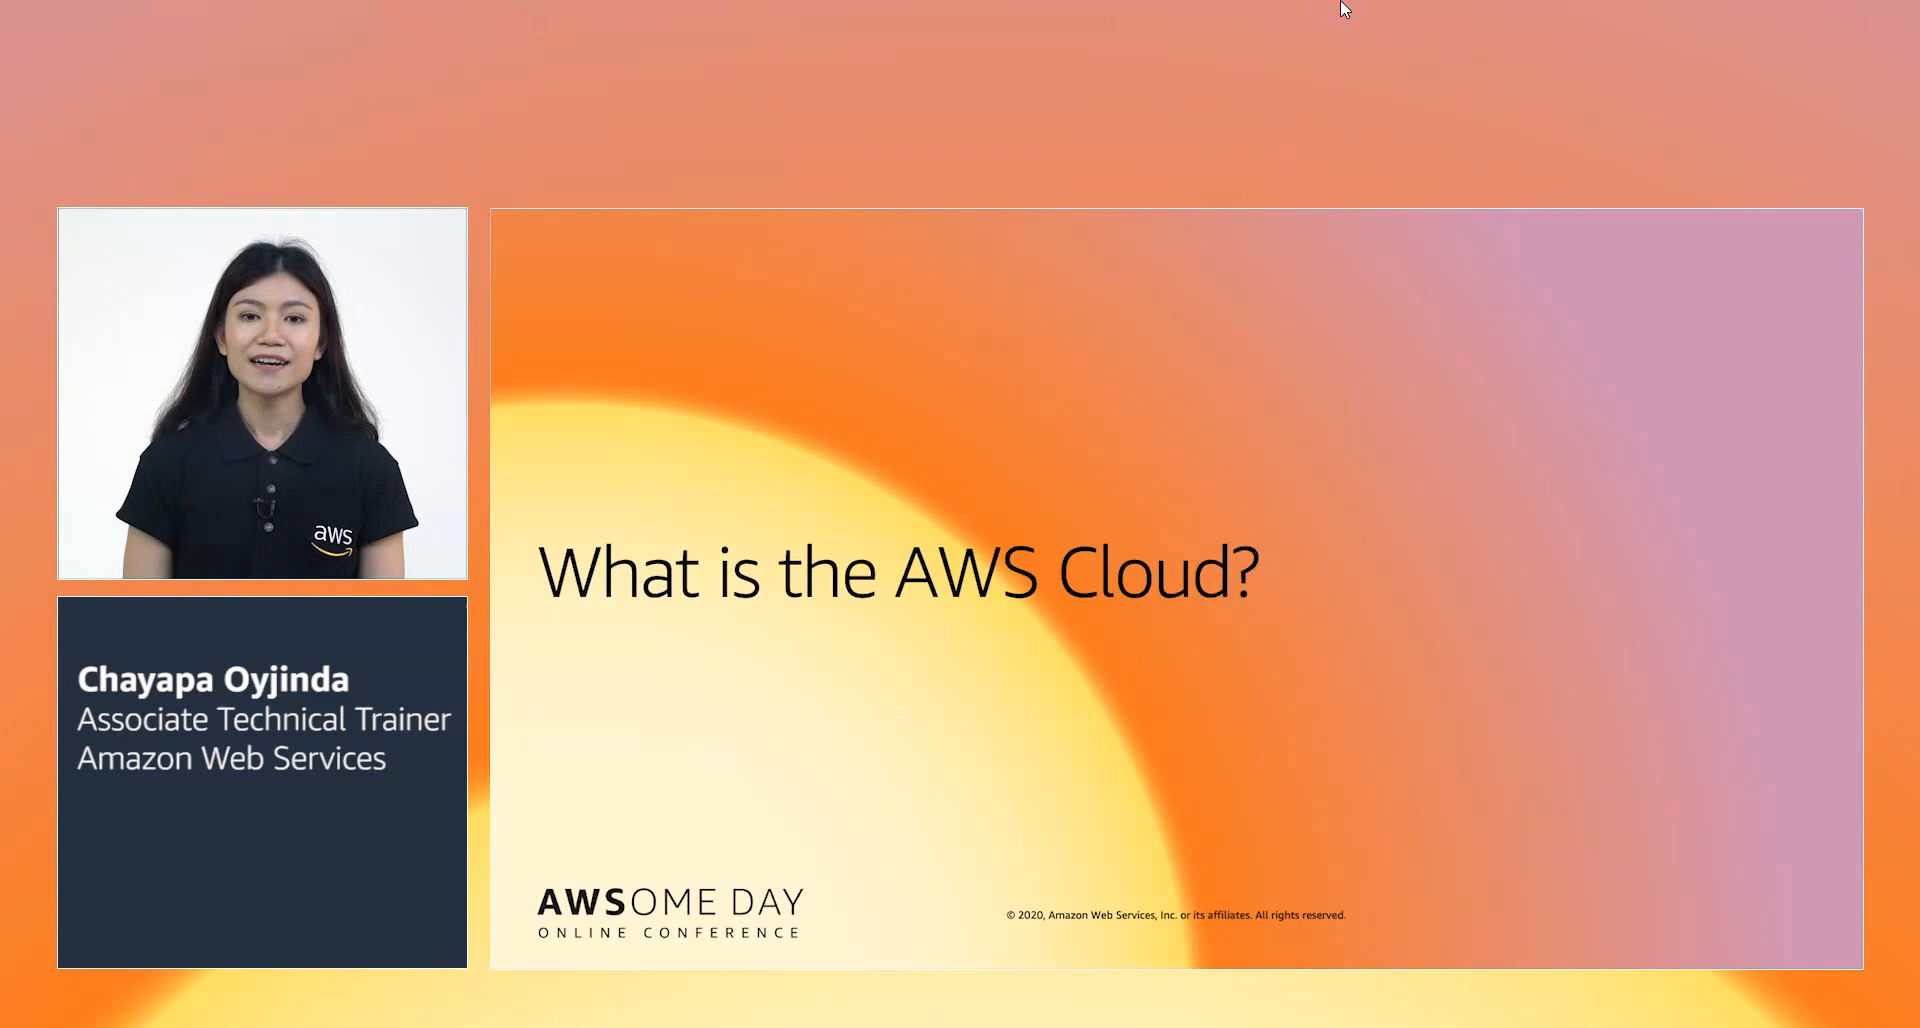 aws
Chayapa Oyjinda
Associate Technical Trainer
Amazon Web Services
What is the AWS Cloud?
AWSOME DAY
ONLINE CONFERENCE
© 2020, Amazon Web Services, Inc. or its affiliates. All rights reserved.